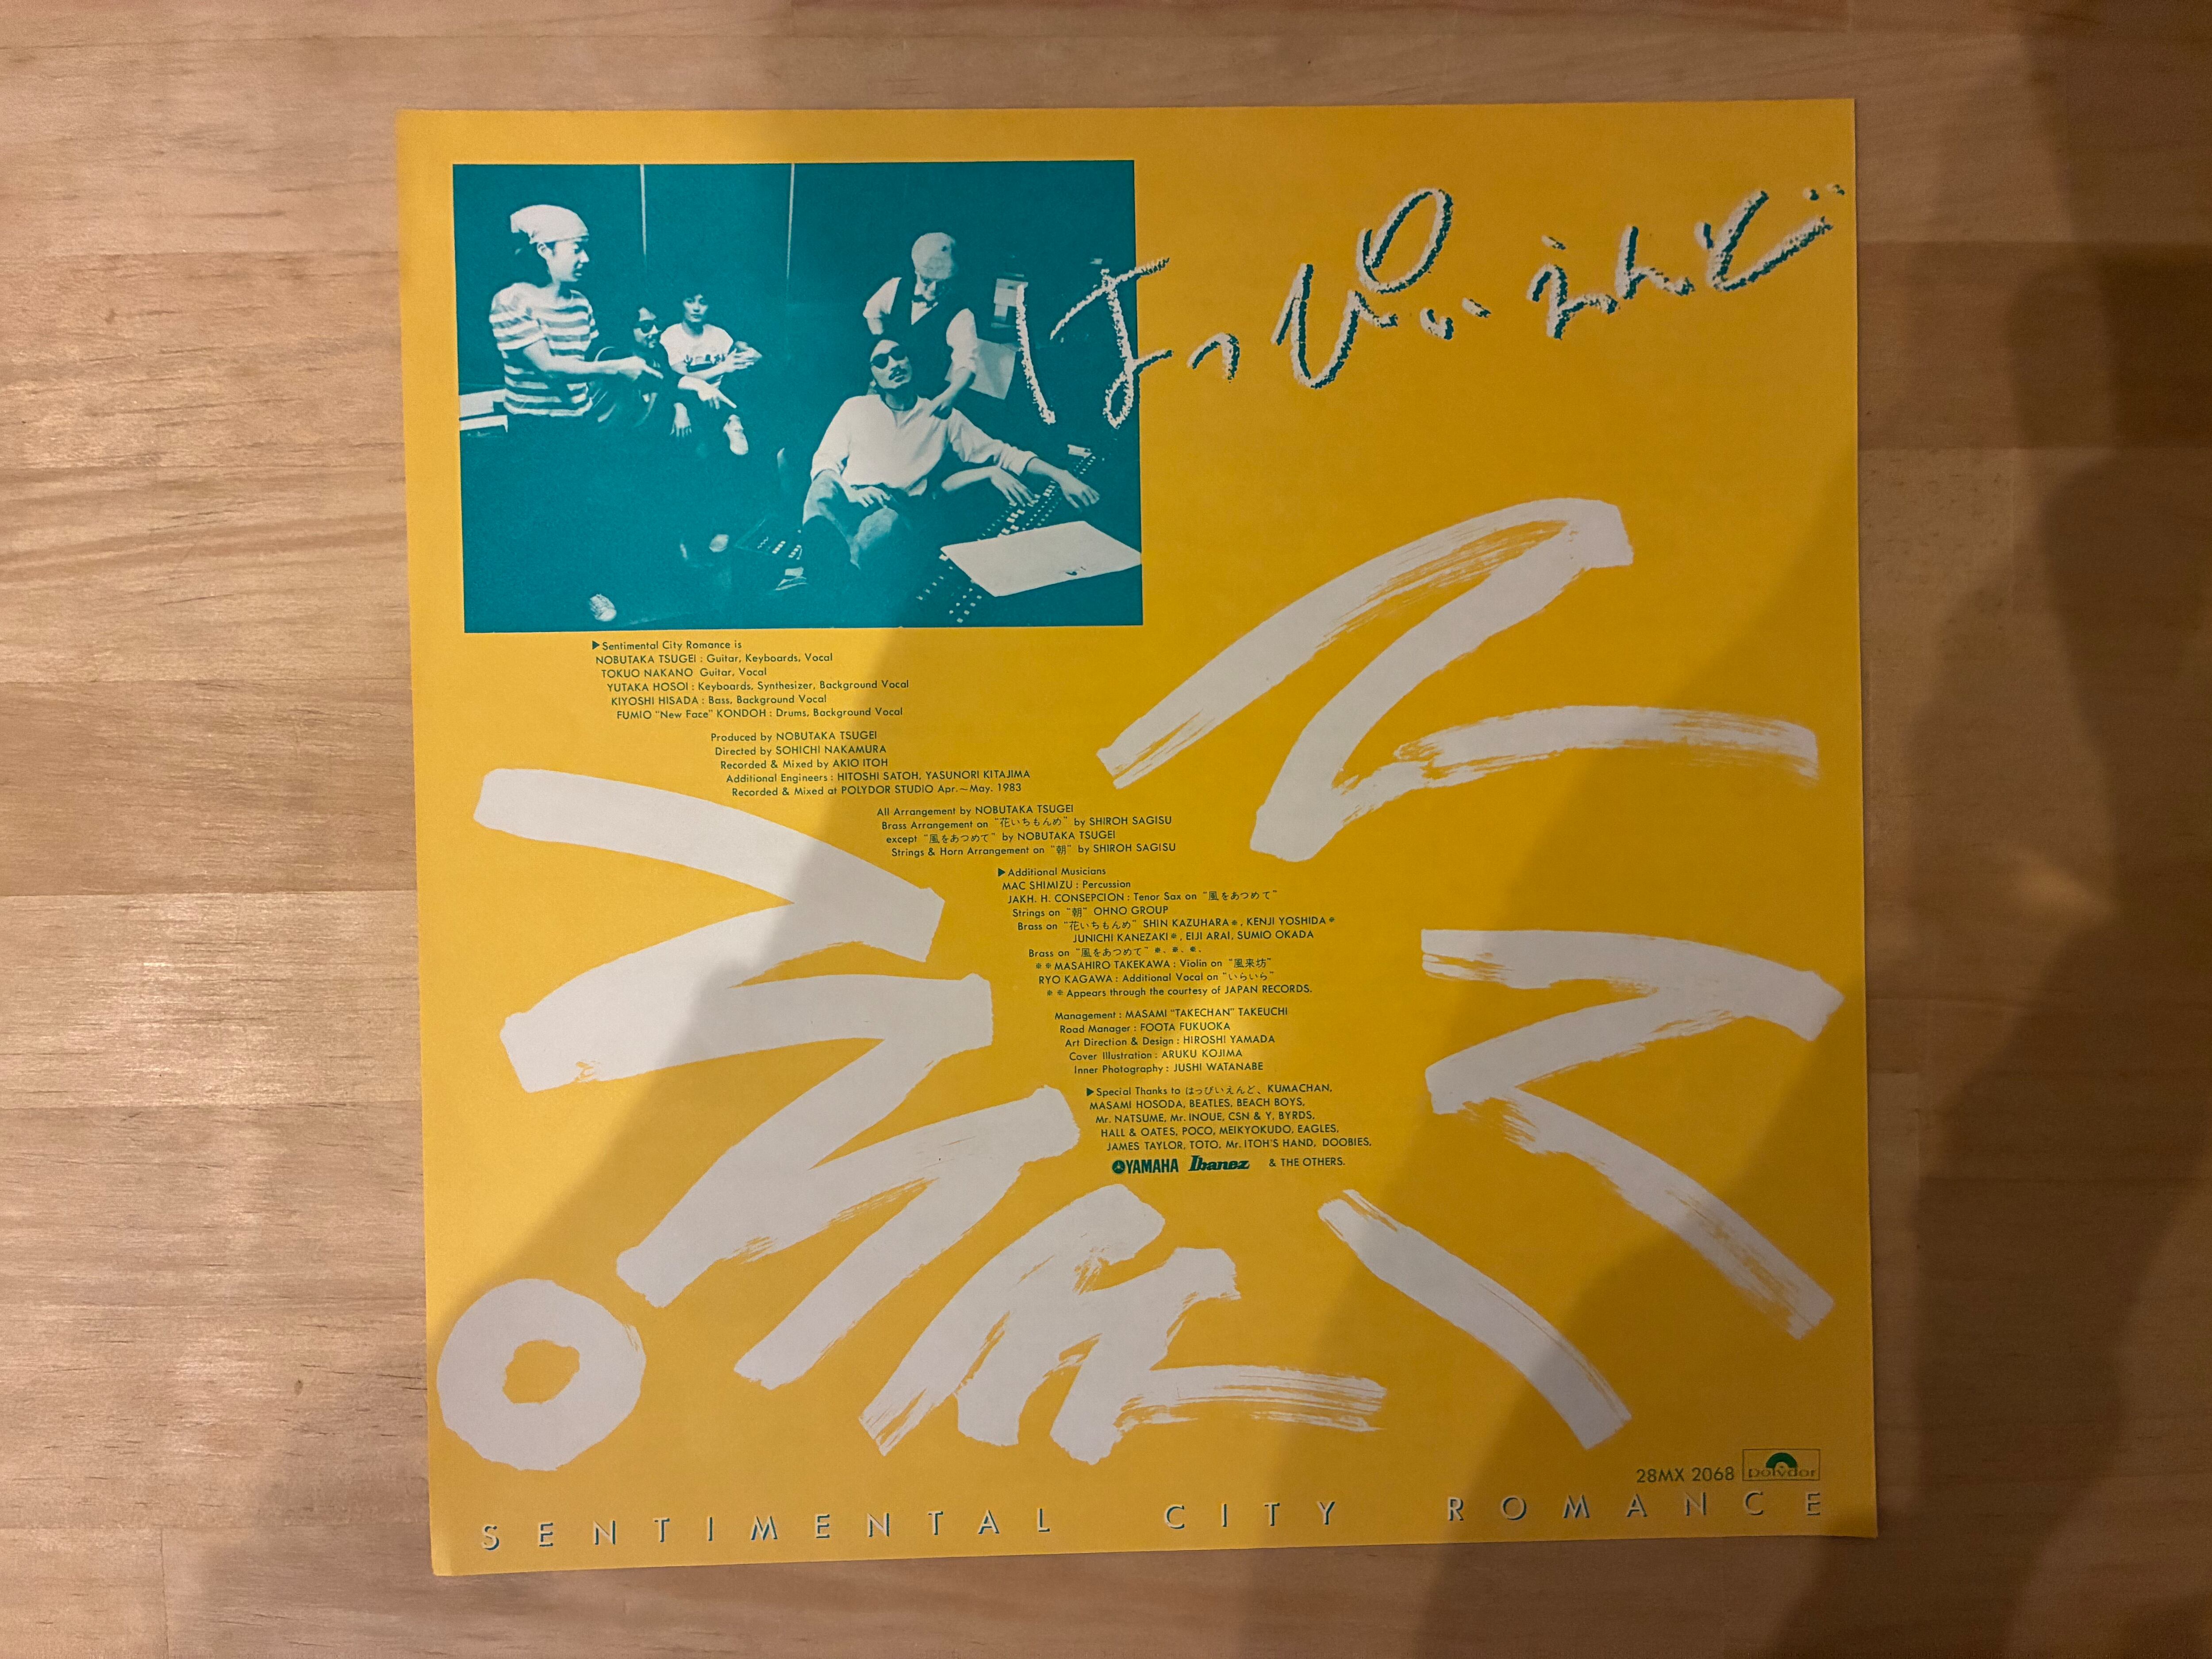 はっぴいえんど
▶Sentimental City Romance is
NOBUTAKA TSUGEI : Guitar, Keyboards, Vocal
TOKUO NAKANO Guitar, Vocal
YUTAKA HOSOI : Keyboards, Synthesizer, Background Vocal
KIYOSHI HISADA : Bass, Background Vocal
FUMIO "New Face" KONDOH : Drums, Background Vocal
Produced by NOBUTAKA TSUGEI
Directed by SOHICHI NAKAMURA
Recorded & Mixed by AKIO ITOH
Additional Engineers : HITOSHI SATOH, YASUNORI KITAJIMA
Recorded & Mixed at POLYDOR STUDIO Apr.~May. 1983
All Arrangement by NOBUTAKA TSUGEI
Brass Arrangement on "花いちもんめ" by SHIROH SAGISU
except "風をあつめて" by NOBUTAKA TSUGEI
Strings & Horn Arrangement on "朝" by SHIROH SAGISU
▶Additional Musicians
MAC SHIMIZU : Percussion
JAKH. H. CONSEPCION : Tenor Sax on "風をあつめて"
Strings on "朝" OHNO GROUP
Brass on "花いちもんめ" SHIN KAZUHARA※, KENJI YOSHIDA※
JUNICHI KANEZAKI※, EIJI ARAI, SUMIO OKADA
Brass on "風をあつめて" ※、※、※、
※※MASAHIRO TAKEKAWA : Violin on "風来坊"
RYO KAGAWA : Additional Vocal on "いらいら"
※※Appears through the courtesy of JAPAN RECORDS.
Management : MASAMI "TAKECHAN" TAKEUCHI
Road Manager : FOOTA FUKUOKA
Art Direction & Design : HIROSHI YAMADA
Cover Illustration : ARUKU KOJIMA
Inner Photography : JUSHI WATANABE
▶Special Thanks to はっぴいえんど、KUMACHAN,
MASAMI HOSODA, BEATLES, BEACH BOYS,
Mr. NATSUME, Mr. INOUE, CSN & Y, BYRDS,
HALL & OATES, POCO, MEIKYOKUDO, EAGLES,
JAMES TAYLOR, TOTO, Mr. ITOH'S HAND, DOOBIES,
YAMAHA Ibanez & THE OTHERS.
28MX 2068 Polydor
SENTIMENTAL CITY ROMANCE